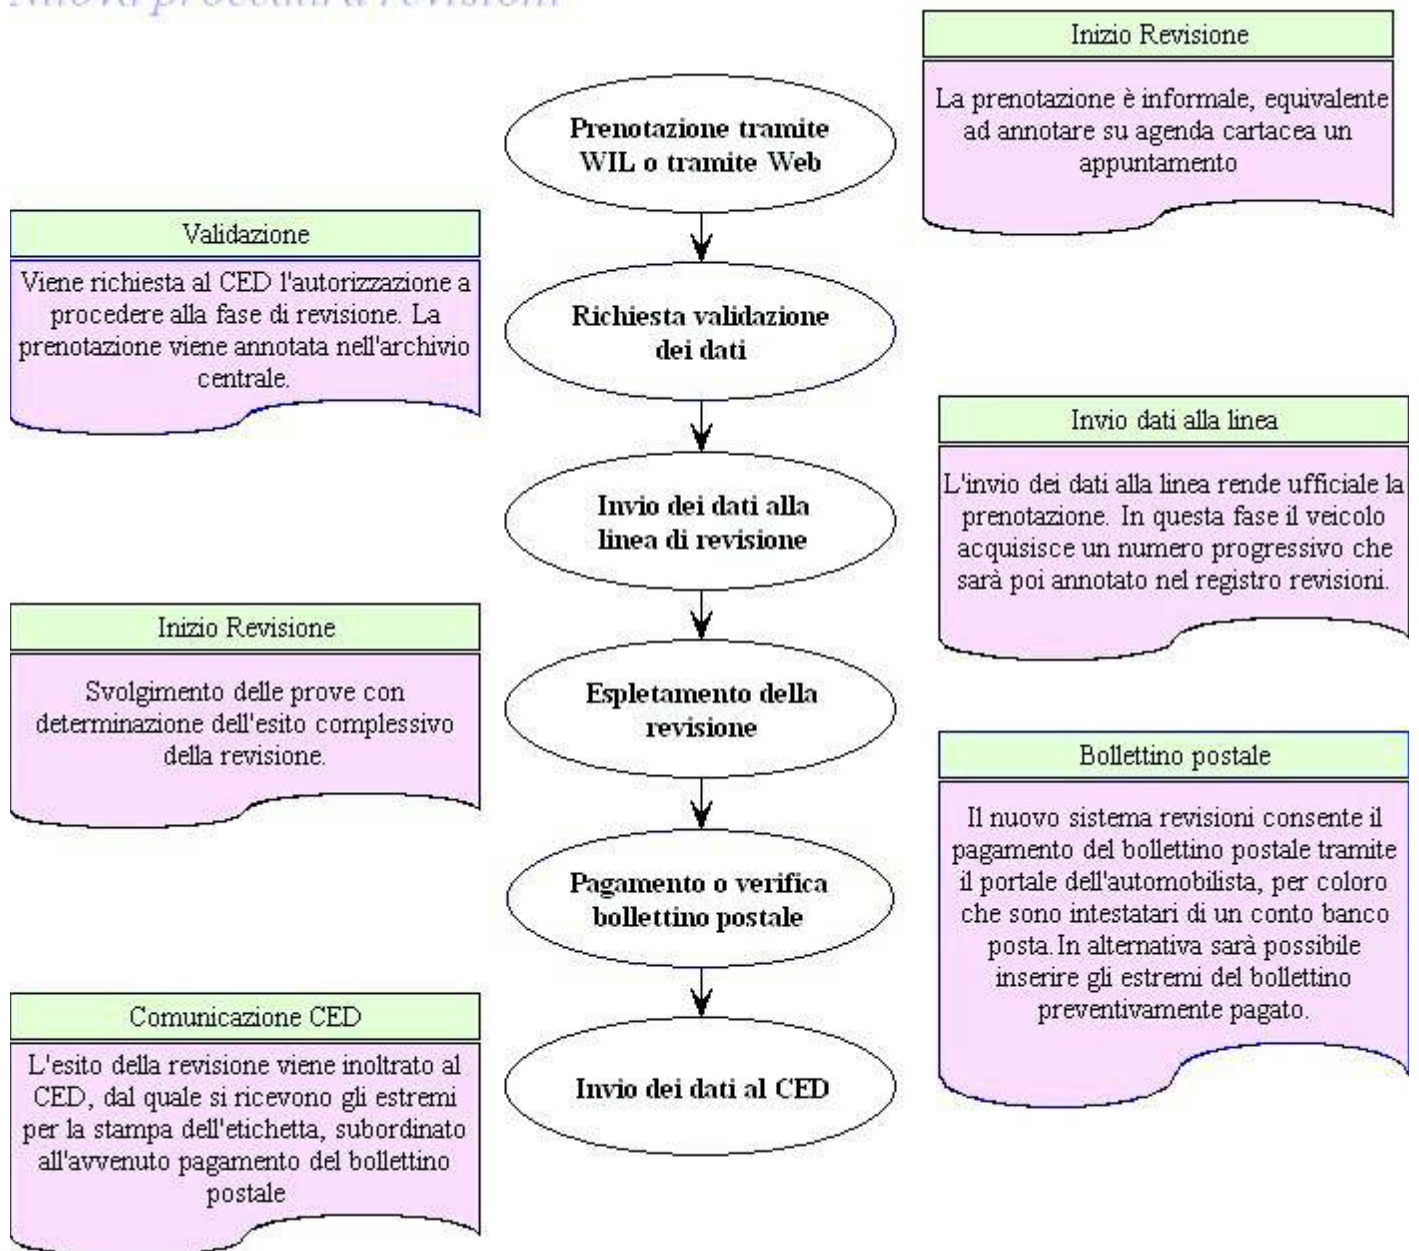 Nuova procedura revisioni
Inizio Revisione
La prenotazione è informale, equivalente
ad annotare su agenda cartacea un
appuntamento
Prenotazione tramite
WIL o tramite Web
Validazione
Viene richiesta al CED l'autorizzazione a
procedere alla fase di revisione. La
prenotazione viene annotata nell'archivio
centrale.
Richiesta validazione
dei dati
Invio dati alla linea
L'invio dei dati alla linea rende ufficiale la
prenotazione. In questa fase il veicolo
acquisisce un numero progressivo che
sarà poi annotato nel registro revisioni.
Invio dei dati alla
linea di revisione
Inizio Revisione
Svolgimento delle prove con
determinazione dell'esito complessivo
della revisione.
Espletamento della
revisione
Bollettino postale
Il nuovo sistema revisioni consente il
pagamento del bollettino postale tramite
il portale dell'automobilista, per coloro
che sono intestatari di un conto banco
posta. In alternativa sarà possibile
inserire gli estremi del bollettino
preventivamente pagato.
Pagamento o verifica
bollettino postale
Comunicazione CED
L'esito della revisione viene inoltrato al
CED, dal quale si ricevono gli estremi
per la stampa dell'etichetta, subordinato
all'avvenuto pagamento del bollettino
postale
Invio dei dati al CED